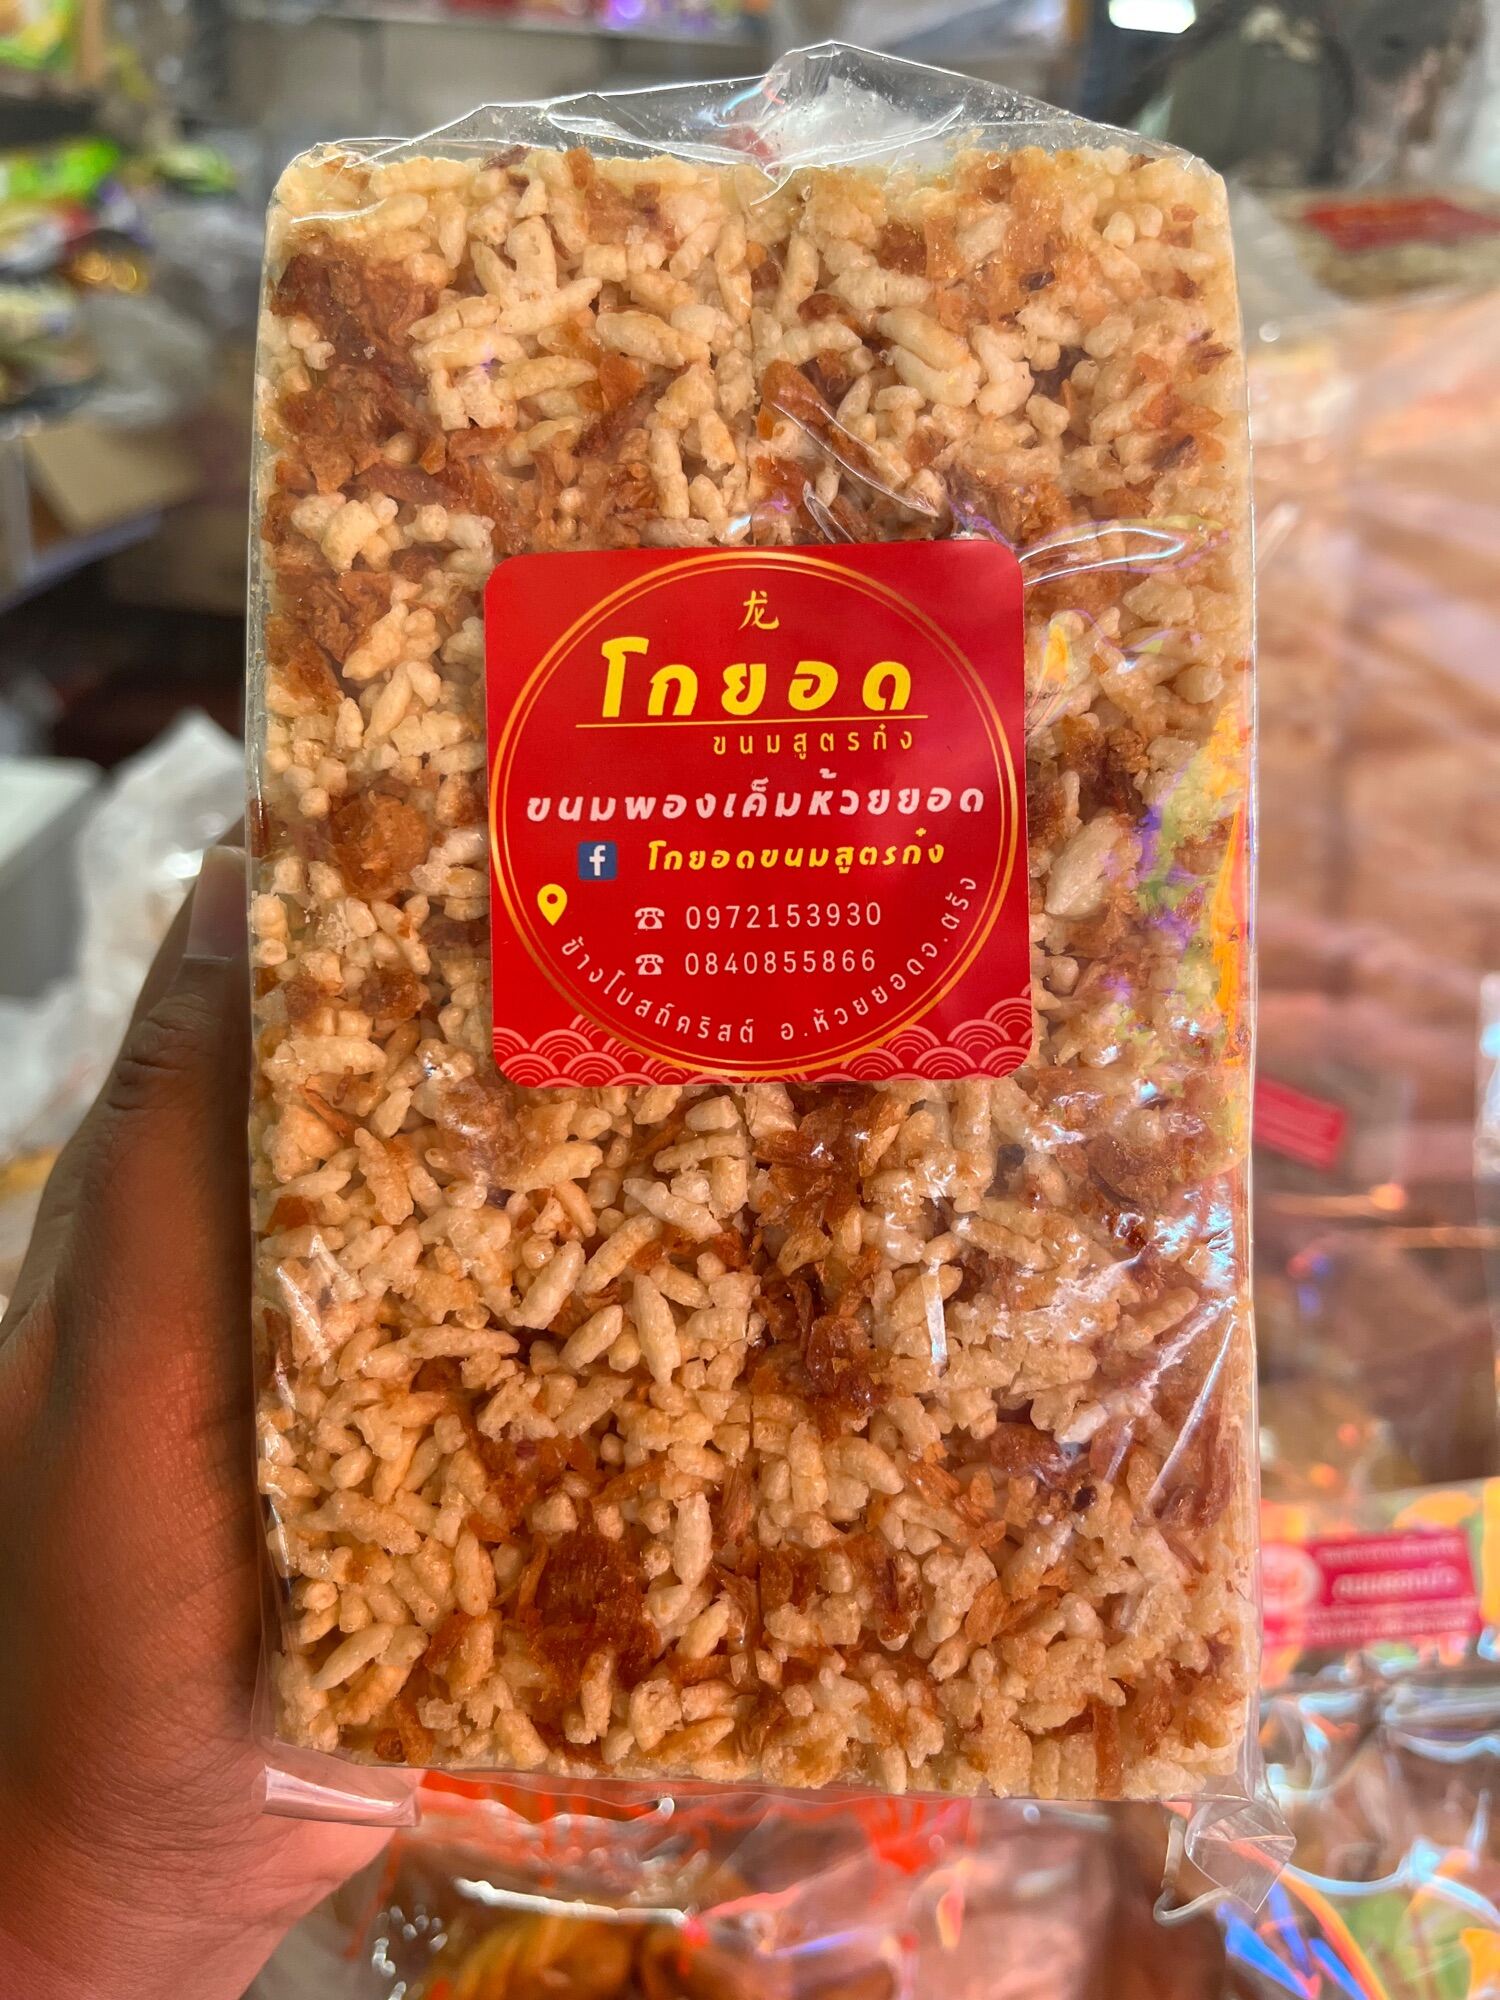 龙
โกยอด
ขนมสูตรก๋ง
ขนมพองเค็มห้วยยอด
f โกยอดขนมสูตรก๋ง
☎ 0972153930
☎ 0840855866
ข้างโบสถ์คริสต์ อ.ห้วยยอดจ.ตรัง